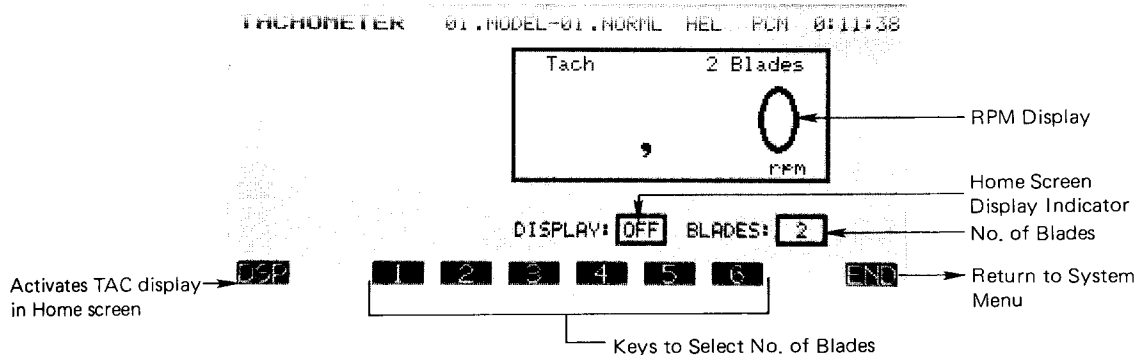 TACHOMETER 01.MODEL-01.NORML HEL PCM 0:11:38
Tach 2 Blades
0
,
rpm
RPM Display
Home Screen
Display Indicator
DISPLAY: OFF BLADES: 2
No. of Blades
DSP 1 2 3 4 5 6 END
Activates TAC display
in Home screen
Return to System
Menu
Keys to Select No. of Blades